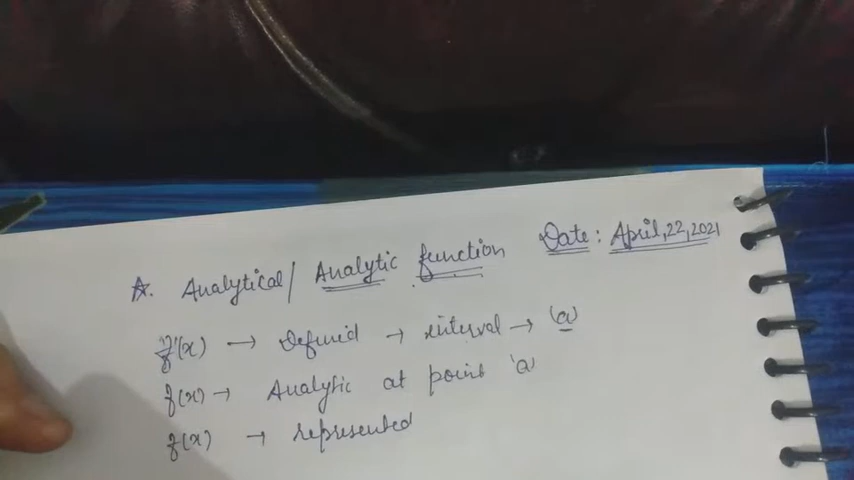 ☆. Analytical/Analytic function Date: April,22,2021
'f'(x) → Defined → interval → 'a'
f(x) → Analytic at point 'a'
f(x) → represented